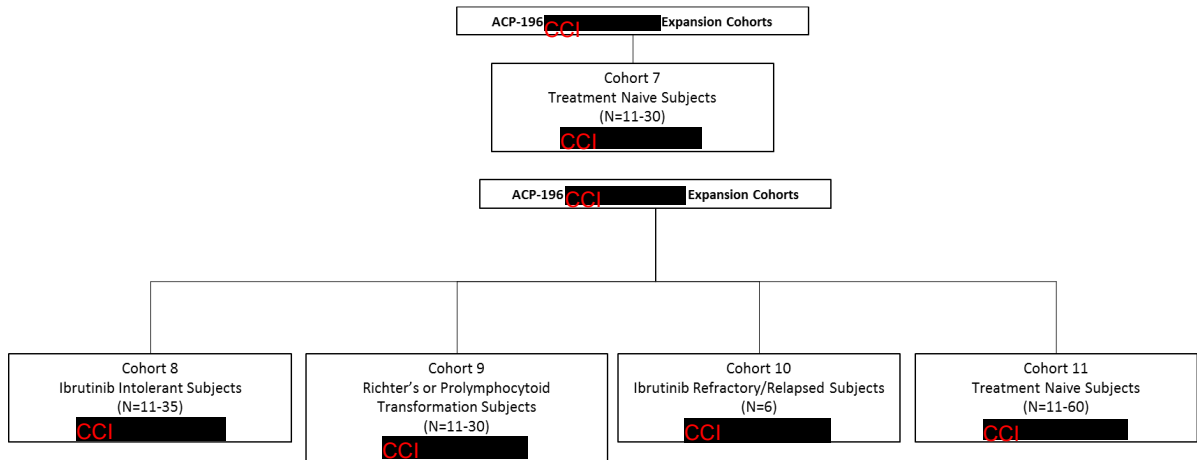 ACP-196 CCI Expansion Cohorts
Cohort 7
Treatment Naive Subjects
(N=11-30)
CCI
ACP-196 CCI Expansion Cohorts
Cohort 8
Ibrutinib Intolerant Subjects
(N=11-35)
CCI
Cohort 9
Richter's or Prolymphocytoid
Transformation Subjects
(N=11-30)
CCI
Cohort 10
Ibrutinib Refractory/Relapsed Subjects
(N=6)
CCI
Cohort 11
Treatment Naive Subjects
(N=11-60)
CCI